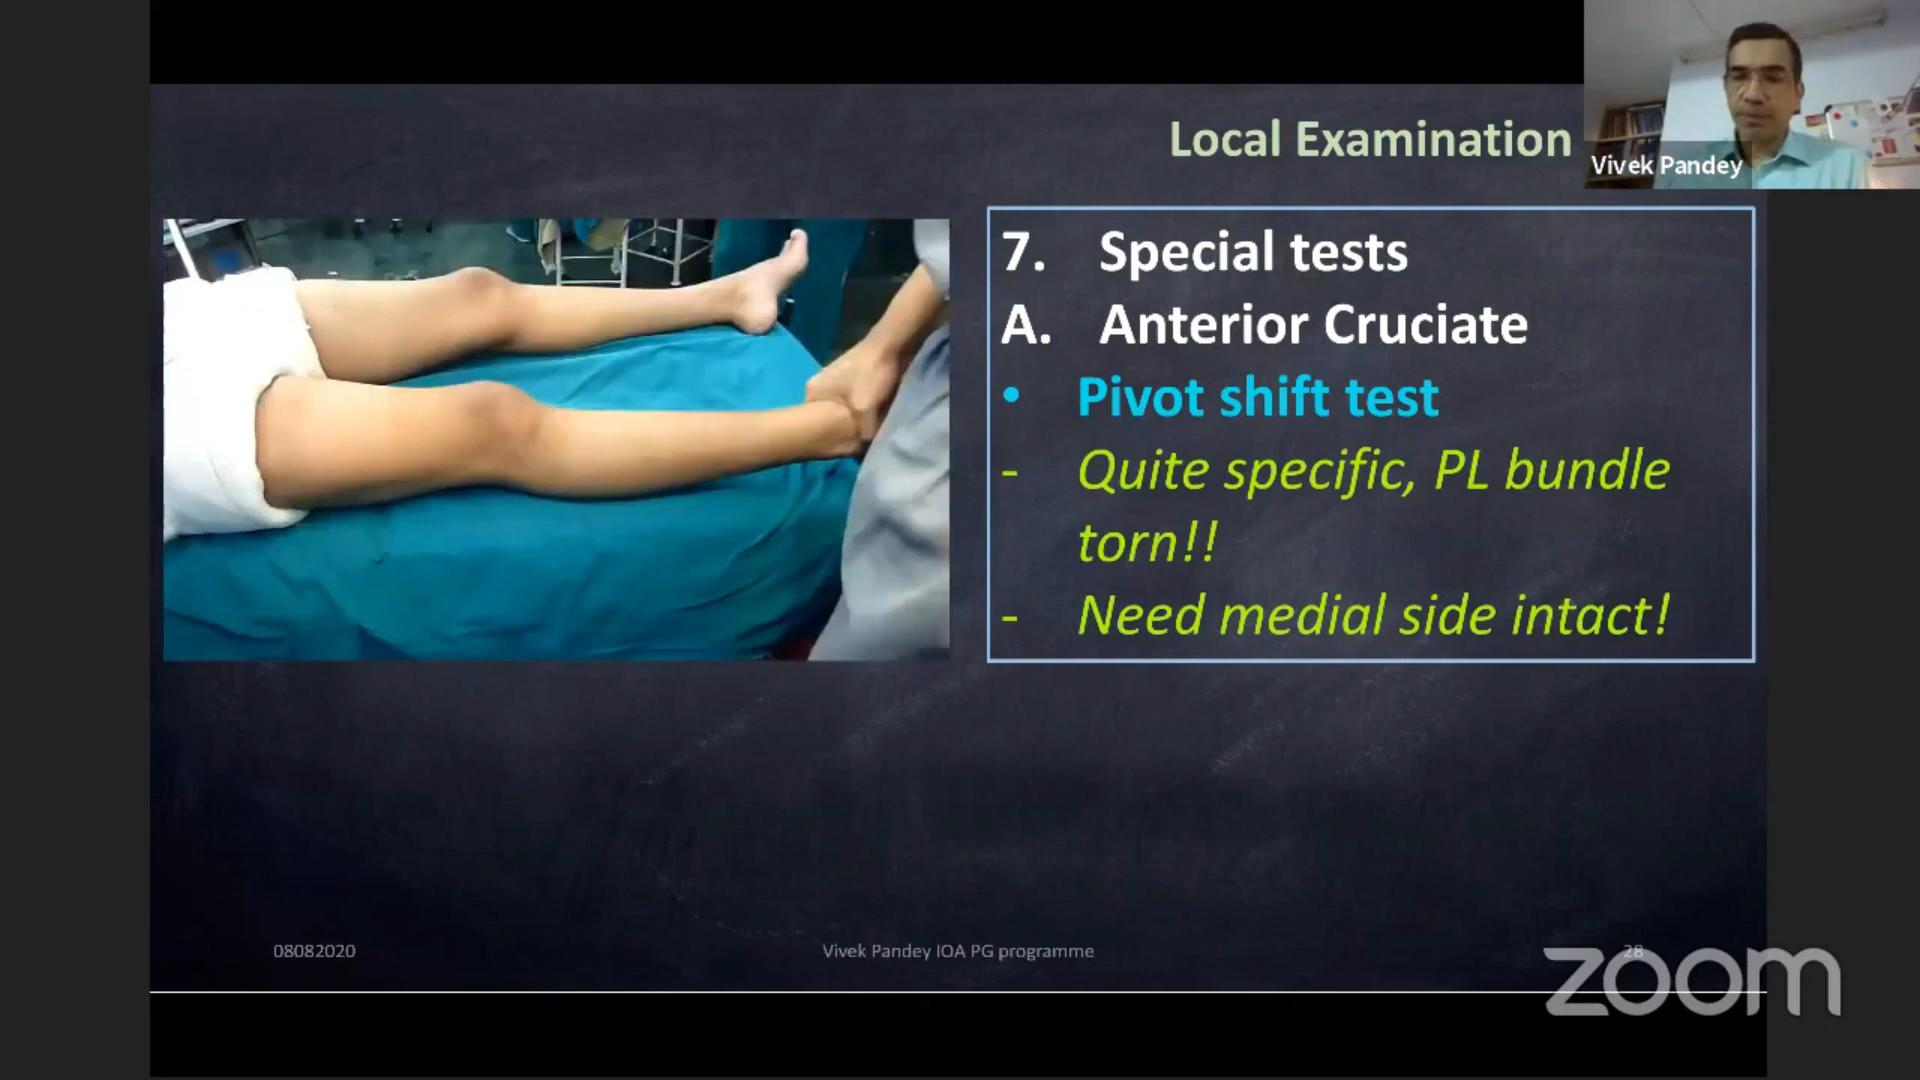 Local Examination
Vivek Pandey
7. Special tests
A. Anterior Cruciate
• Pivot shift test
- Quite specific, PL bundle
torn!!
- Need medial side intact!
08082020
Vivek Pandey IOA PG programme
28
zoom